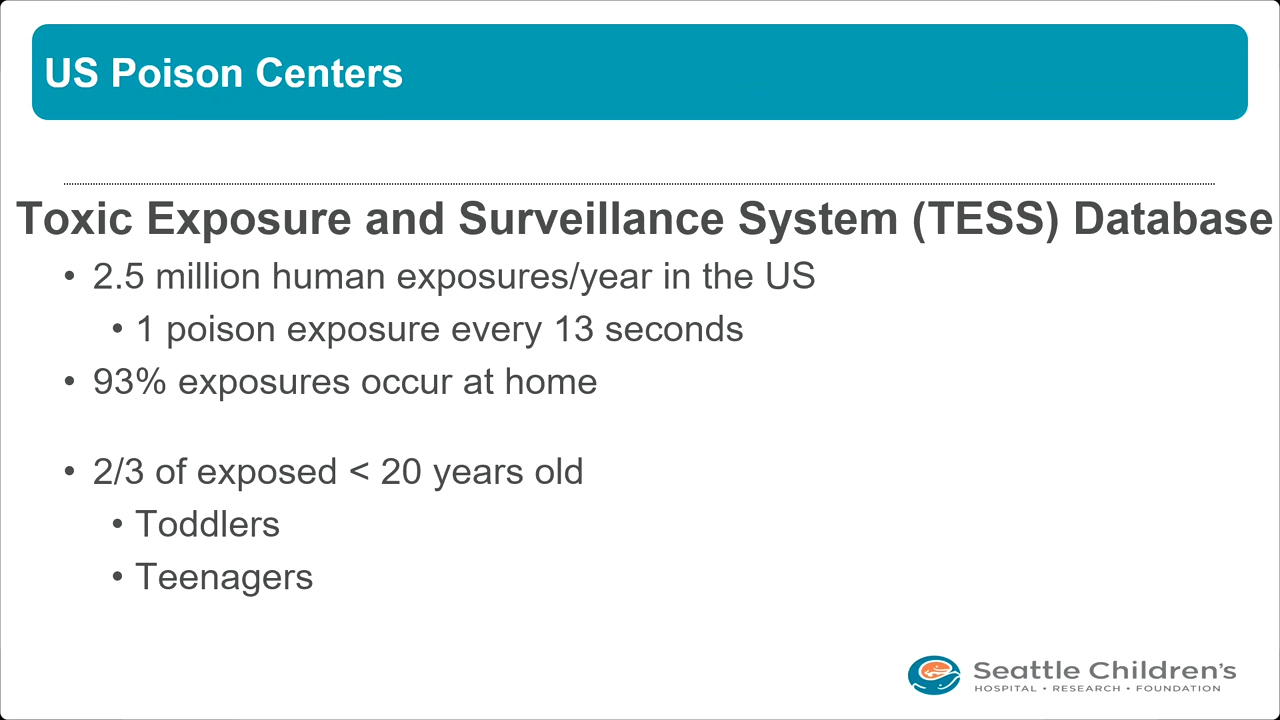 US Poison Centers
Toxic Exposure and Surveillance System (TESS) Database
• 2.5 million human exposures/year in the US
• 1 poison exposure every 13 seconds
• 93% exposures occur at home
• 2/3 of exposed < 20 years old
• Toddlers
• Teenagers
Seattle Children's
HOSPITAL • RESEARCH • FOUNDATION